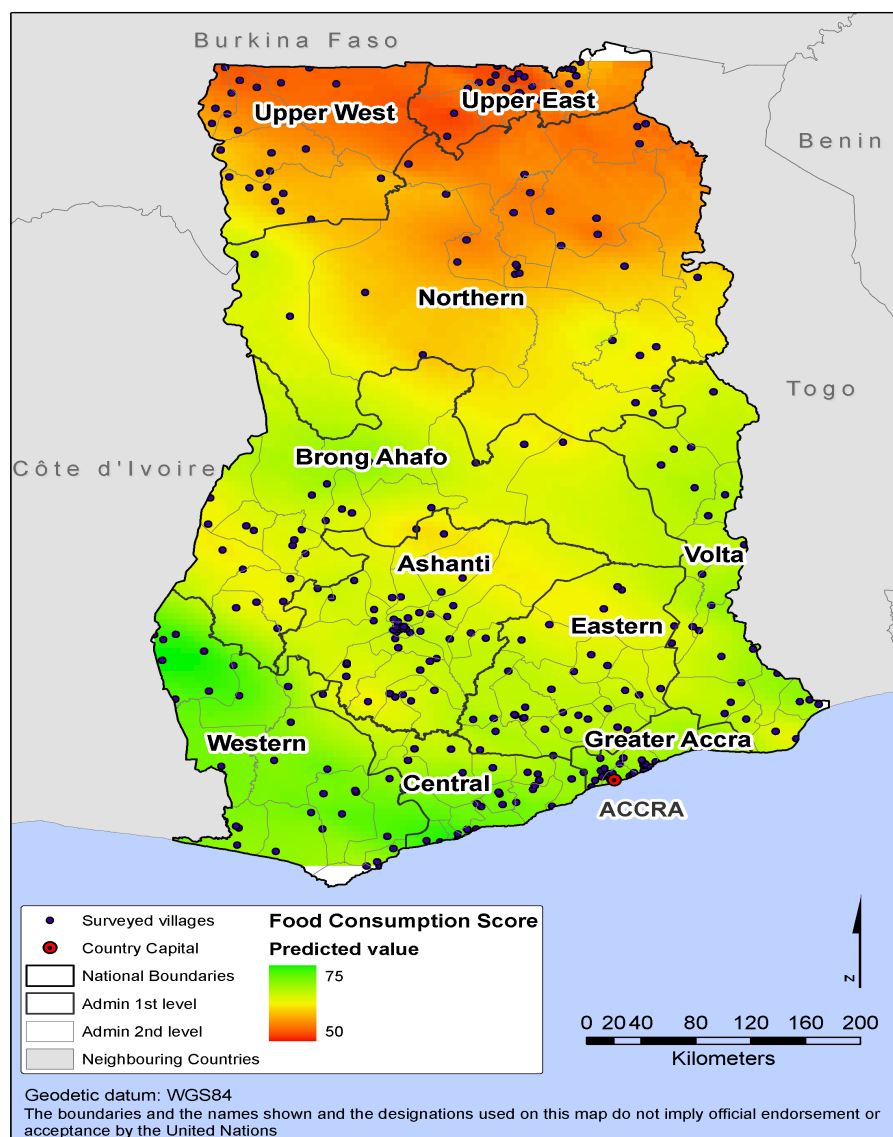 Burkina Faso
Upper West
Upper East
Benin
Northern
Togo
Brong Ahafo
Côte d'Ivoire
Volta
Ashanti
Eastern
Western
Greater Accra
Central
ACCRA
Surveyed villages
Country Capital
National Boundaries
Admin 1st level
Admin 2nd level
Neighbouring Countries
Food Consumption Score
Predicted value
75
50
N
0 20 40 80 120 160 200
Kilometers
Geodetic datum: WGS84
The boundaries and the names shown and the designations used on this map do not imply official endorsement or
acceptance by the United Nations